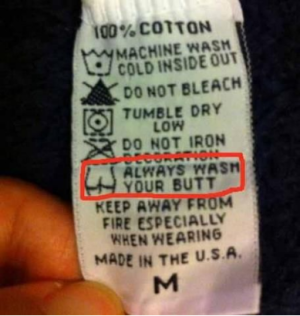 100% COTTON
MACHINE WASH
COLD INSIDE OUT
DO NOT BLEACH
TUMBLE DRY
LOW
DO NOT IRON
DECORATION
ALWAYS WASH
YOUR BUTT
KEEP AWAY FROM
FIRE ESPECIALLY
WHEN WEARING
MADE IN THE U.S.A.
M